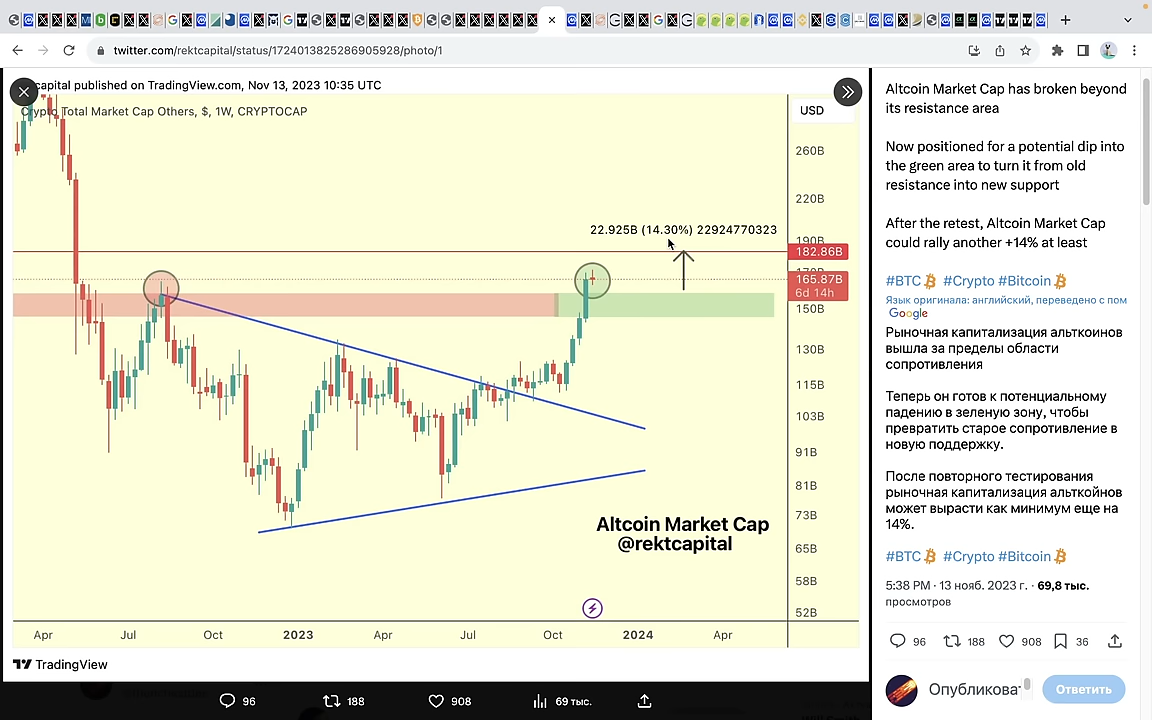 twitter.com/rektcapital/status/1724013825286905928/photo/1
capital published on TradingView.com, Nov 13, 2023 10:35 UTC
Crypto Total Market Cap Others, $, 1W, CRYPTOCAP
USD
260B
220B
22.925B (14.30%) 22924770323
190B
182.86B
170B
165.87B
6d 14h
150B
130B
115B
103B
91B
81B
73B
65B
58B
52B
Altcoin Market Cap
@rektcapital
Apr Jul Oct 2023 Apr Jul Oct 2024 Apr
TradingView
96 188 908 69 тыс.
Altcoin Market Cap has broken beyond
its resistance area
Now positioned for a potential dip into
the green area to turn it from old
resistance into new support
After the retest, Altcoin Market Cap
could rally another +14% at least
#BTC #Crypto #Bitcoin
Язык оригинала: английский, переведено с пом
Google
Рыночная капитализация альткоинов
вышла за пределы области
сопротивления
Теперь он готов к потенциальному
падению в зеленую зону, чтобы
превратить старое сопротивление в
новую поддержку.
После повторного тестирования
рыночная капитализация альткойнов
может вырасти как минимум еще на
14%.
#BTC #Crypto #Bitcoin
5:38 PM · 13 нояб. 2023 г. · 69,8 тыс.
просмотров
96 188 908 36
Опубликоват
Ответить